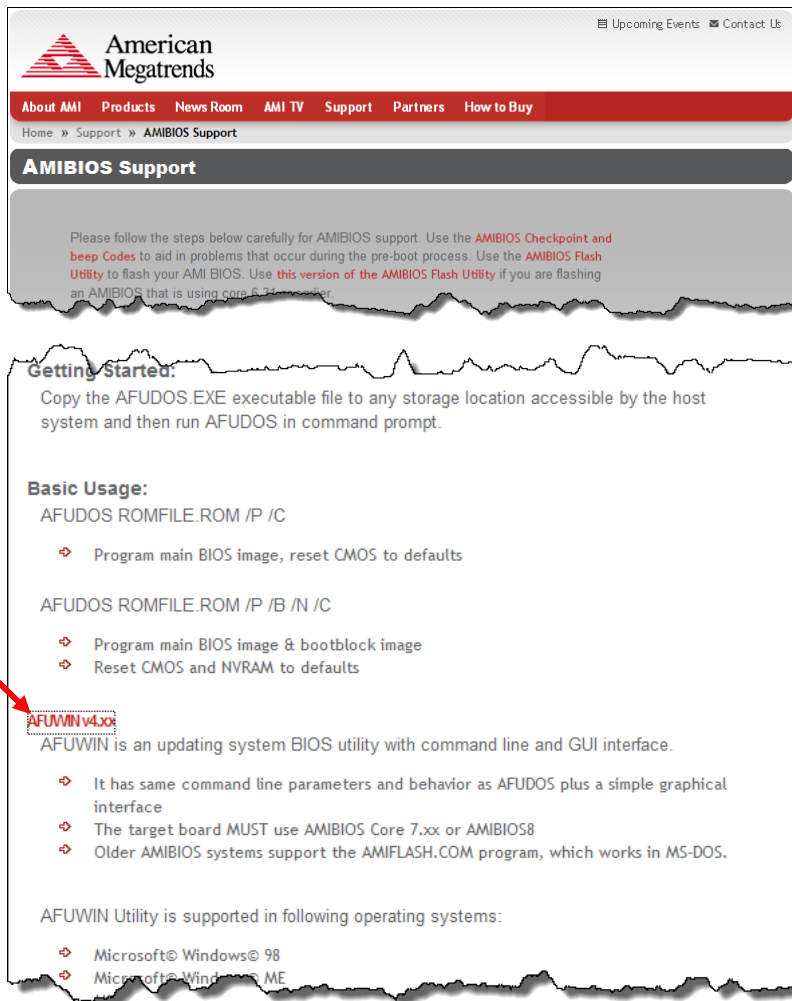 Upcoming Events Contact Us
American
Megatrends
About AMI Products News Room AMI TV Support Partners How to Buy
Home » Support » AMIBIOS Support
AMIBIOS Support
Please follow the steps below carefully for AMIBIOS support. Use the AMIBIOS Checkpoint and
beep Codes to aid in problems that occur during the pre-boot process. Use the AMIBIOS Flash
Utility to flash your AMI BIOS. Use this version of the AMIBIOS Flash Utility if you are flashing
an AMIBIOS that is using core
Getting Started:
Copy the AFUDOS.EXE executable file to any storage location accessible by the host
system and then run AFUDOS in command prompt.
Basic Usage:
AFUDOS ROMFILE.ROM /P /C
Program main BIOS image, reset CMOS to defaults
AFUDOS ROMFILE.ROM /P /B /N /C
Program main BIOS image & bootblock image
Reset CMOS and NVRAM to defaults
AFUWIN v4.xx
AFUWIN is an updating system BIOS utility with command line and GUI interface.
It has same command line parameters and behavior as AFUDOS plus a simple graphical
interface
The target board MUST use AMIBIOS Core 7.xx or AMIBIOS8
Older AMIBIOS systems support the AMIFLASH.COM program, which works in MS-DOS.
AFUWIN Utility is supported in following operating systems:
Microsoft© Windows© 98
Microsoft© Windows© ME